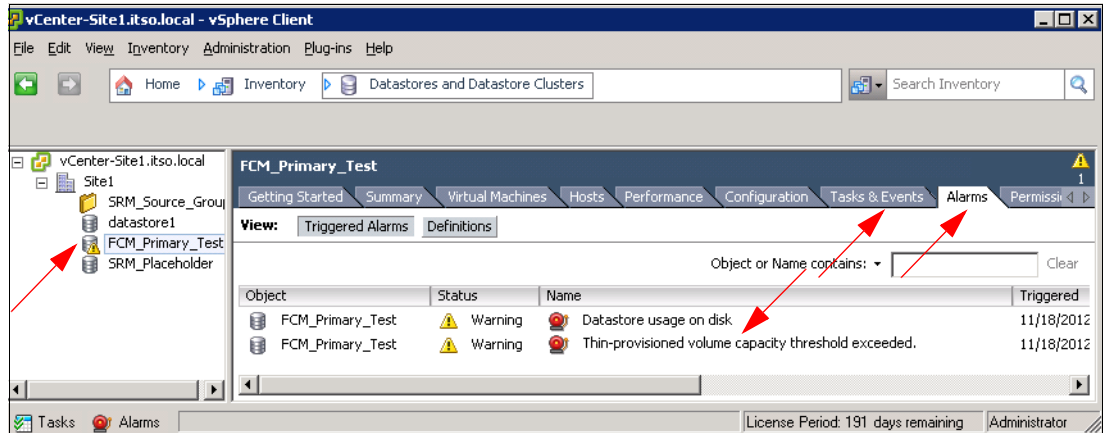 vCenter-Site1.itso.local - vSphere Client
File Edit View Inventory Administration Plug-ins Help
Home Inventory Datastores and Datastore Clusters Search Inventory
vCenter-Site1.itso.local
Site1
SRM_Source_Grou
datastore1
FCM_Primary_Test
SRM_Placeholder
FCM_Primary_Test
1
Getting Started Summary Virtual Machines Hosts Performance Configuration Tasks & Events Alarms Permissi
View: Triggered Alarms Definitions
Object or Name contains: Clear
Object Status Name Triggered
FCM_Primary_Test Warning Datastore usage on disk 11/18/2012
FCM_Primary_Test Warning Thin-provisioned volume capacity threshold exceeded. 11/18/2012
Tasks Alarms License Period: 191 days remaining Administrator